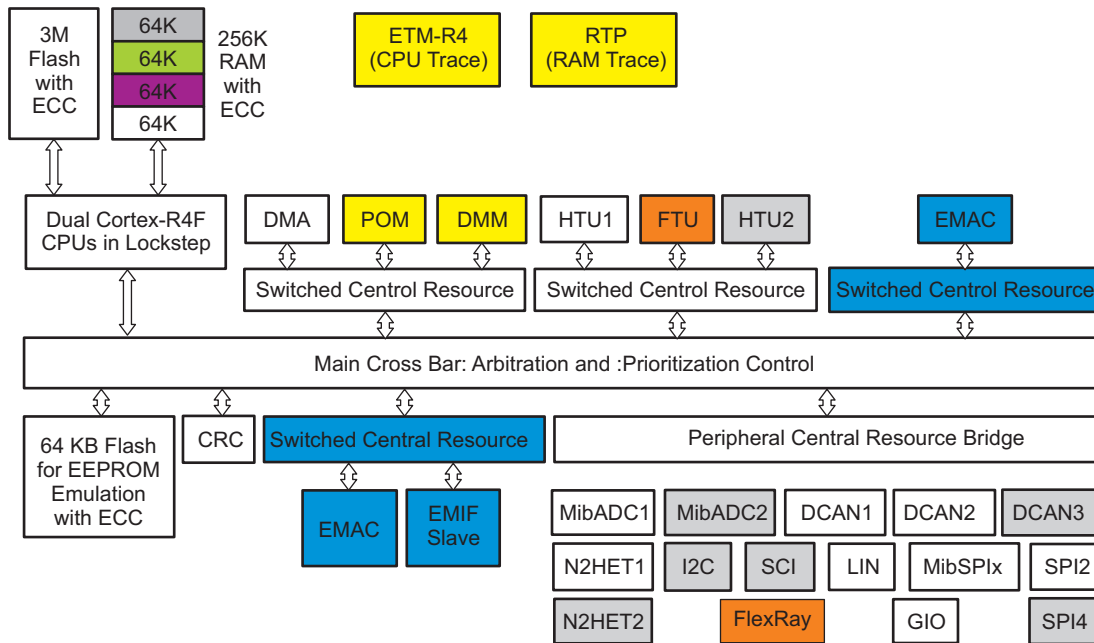 3M
Flash
with
ECC
64K
64K
64K
64K
256K
RAM
with
ECC
ETM-R4
(CPU Trace)
RTP
(RAM Trace)
Dual Cortex-R4F
CPUs in Lockstep
DMA
POM
DMM
HTU1
FTU
HTU2
EMAC
Switched Central Resource
Switched Central Resource
Switched Central Resource
Main Cross Bar: Arbitration and :Prioritization Control
64 KB Flash
for EEPROM
Emulation
with ECC
CRC
Switched Central Resource
Peripheral Central Resource Bridge
EMAC
EMIF
Slave
MibADC1
MibADC2
DCAN1
DCAN2
DCAN3
N2HET1
I2C
SCI
LIN
MibSPIx
SPI2
N2HET2
FlexRay
GIO
SPI4